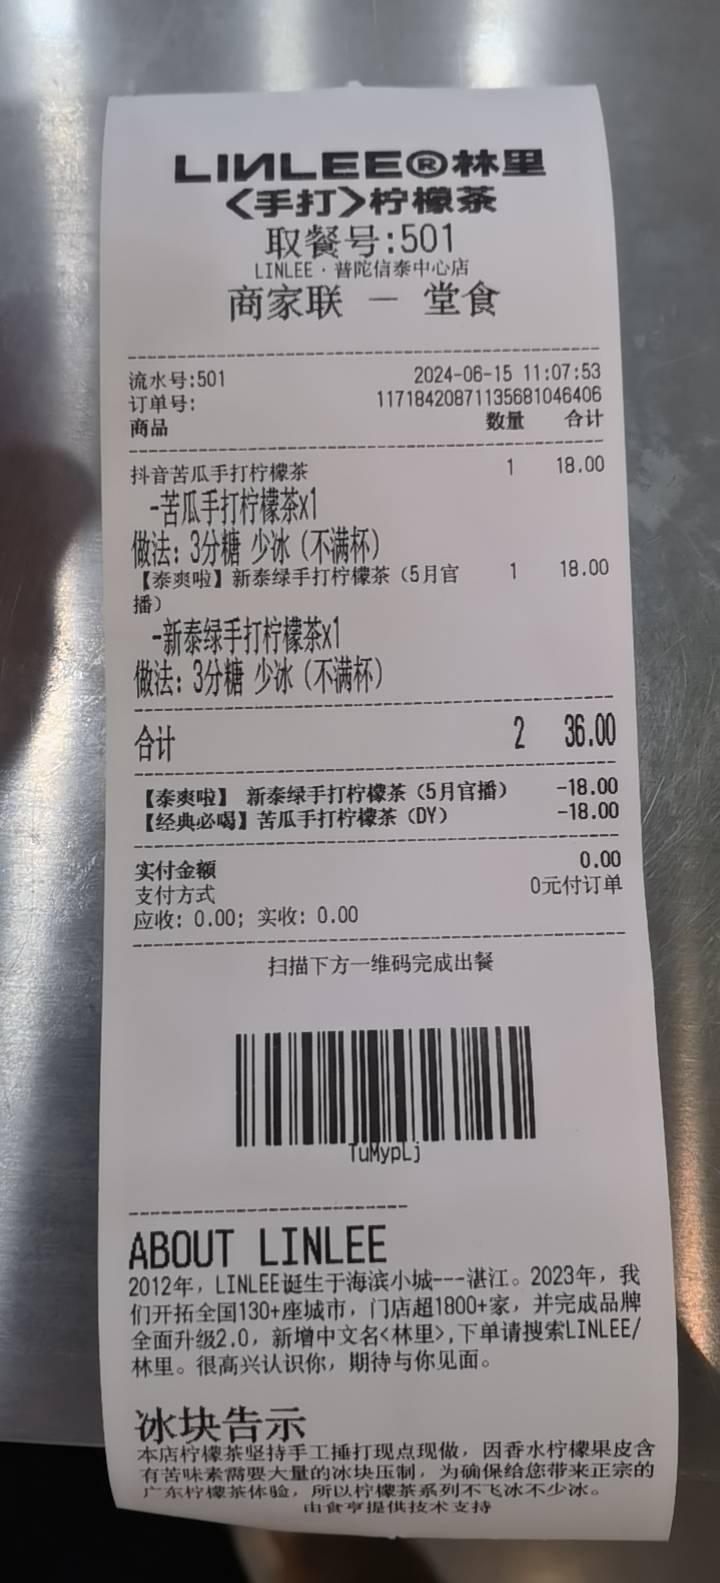 LINLEE®林里
<手打>柠檬茶
取餐号:501
LINLEE·普陀信泰中心店
商家联 — 堂食
流水号:501 2024-06-15 11:07:53
订单号: 11718420871135681046406
商品 数量 合计
抖音苦瓜手打柠檬茶 1 18.00
-苦瓜手打柠檬茶x1
做法: 3分糖 少冰(不满杯)
【泰爽啦】新泰绿手打柠檬茶(5月官 1 18.00
播)
-新泰绿手打柠檬茶x1
做法: 3分糖 少冰(不满杯)
合计 2 36.00
【泰爽啦】 新泰绿手打柠檬茶(5月官播) -18.00
【经典必喝】苦瓜手打柠檬茶(DY) -18.00
实付金额 0.00
支付方式 0元付订单
应收: 0.00; 实收: 0.00
扫描下方一维码完成出餐
TuMypLj
ABOUT LINLEE
2012年, LINLEE诞生于海滨小城---湛江。2023年, 我
们开拓全国130+座城市, 门店超1800+家, 并完成品牌
全面升级2.0, 新增中文名<林里>,下单请搜索LINLEE/
林里。很高兴认识你, 期待与你见面。
冰块告示
本店柠檬茶坚持手工捶打现点现做, 因香水柠檬果皮含
有苦味素需要大量的冰块压制, 为确保给您带来正宗的
广东柠檬茶体验, 所以柠檬茶系列不飞冰不少冰。
由食亨提供技术支持